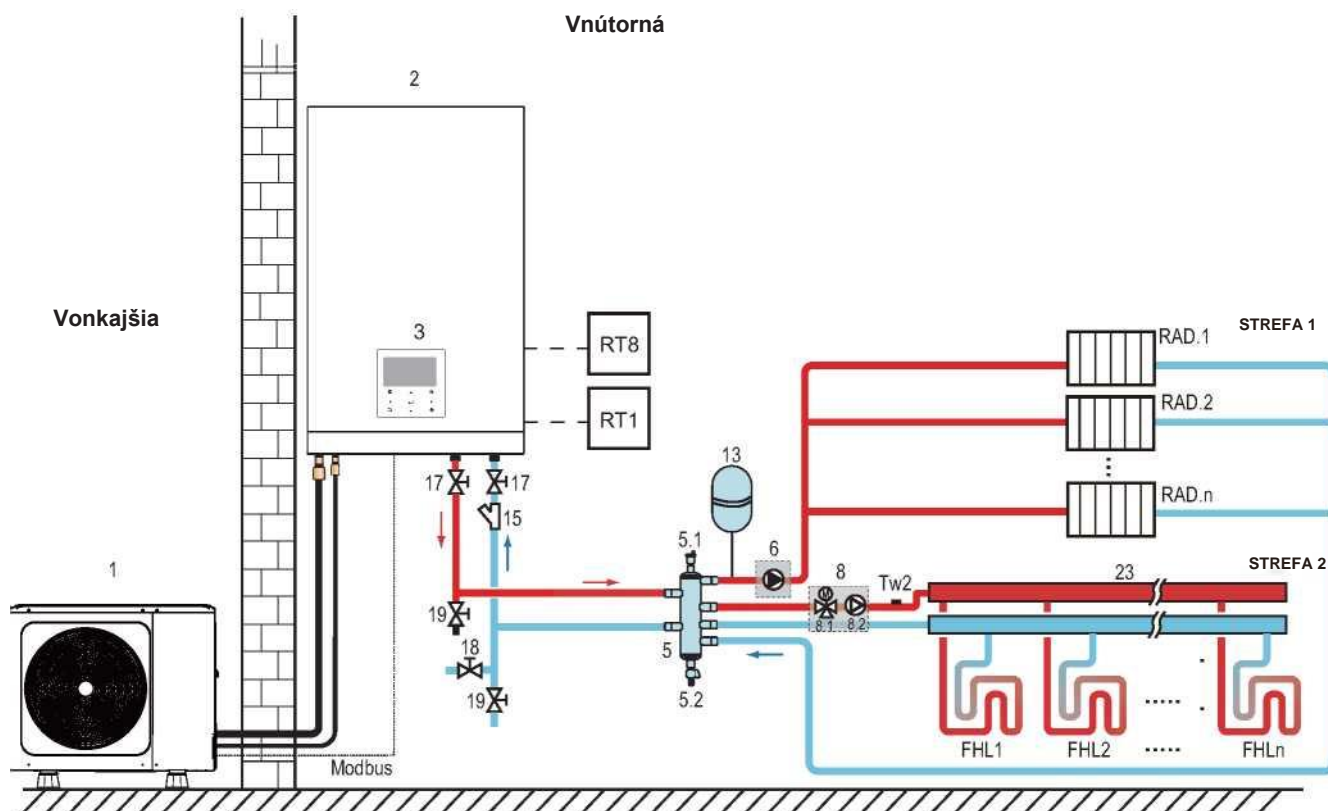 Vnútorná
2
Vonkajšia
3
RT8
RT1
STREFA 1
RAD.1
RAD.2
RAD.n
17
17
15
13
5.1
6
1
STREFA 2
8
Tw2
23
M
8.1
8.2
19
18
5
19
5.2
FHL1
FHL2
FHLn
Modbus